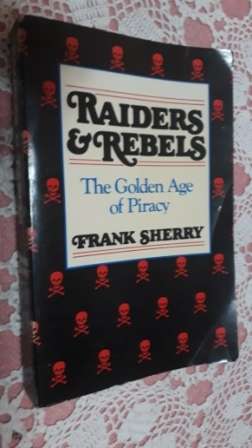 RAIDERS
& REBELS
The Golden Age
of Piracy
FRANK SHERRY